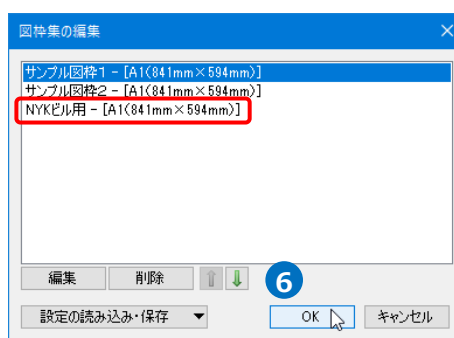 図枠集の編集
サンプル図枠1 - [A1(841mm×594mm)]
サンプル図枠2 - [A1(841mm×594mm)]
NYKビル用 - [A1(841mm×594mm)]
編集 削除
6
設定の読み込み・保存 OK キャンセル